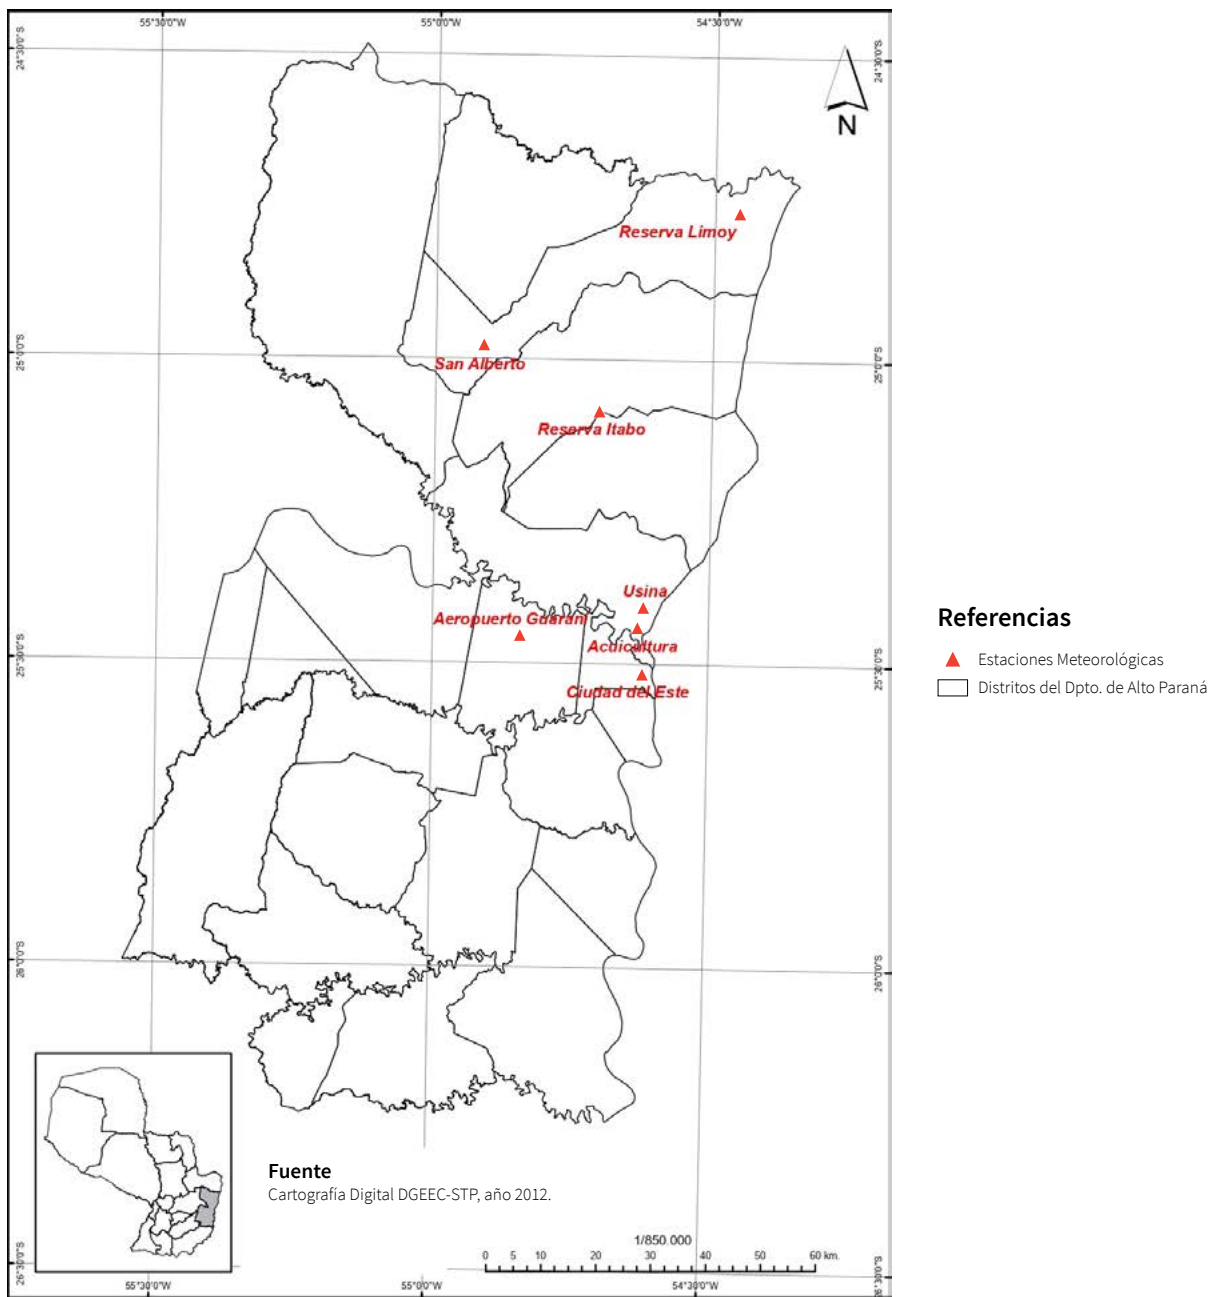 55°30'0"W
55°0'0"W
54°30'0"W
24°30'0"S
24°30'0"S
N
Reserva Limoy
San Alberto
25°0'0"S
25°0'0"S
Reserva Itabo
Usina
Aeropuerto Guarani
Acuicultura
25°30'0"S
25°30'0"S
Ciudad del Este
Referencias
Estaciones Meteorológicas
Distritos del Dpto. de Alto Paraná
26°0'0"S
26°0'0"S
Fuente
Cartografía Digital DGEEC-STP, año 2012.
1/850.000
0 5 10 20 30 40 50 60 km.
26°30'0"S
26°30'0"S
55°30'0"W
55°0'0"W
54°30'0"W